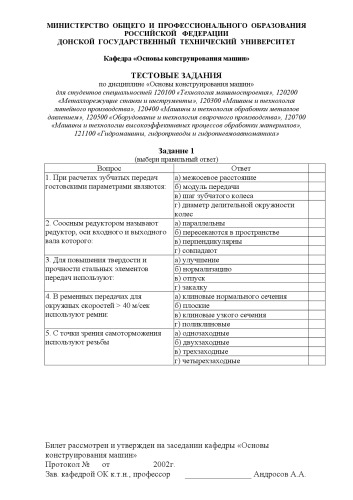 МИНИСТЕРСТВО ОБЩЕГО И ПРОФЕССИОНАЛЬНОГО ОБРАЗОВАНИЯ
РОССИЙСКОЙ ФЕДЕРАЦИИ
ДОНСКОЙ ГОСУДАРСТВЕННЫЙ ТЕХНИЧЕСКИЙ УНИВЕРСИТЕТ
Кафедра «Основы конструирования машин»
ТЕСТОВЫЕ ЗАДАНИЯ
по дисциплине «Основы конструирования машин»
для студентов специальностей 120100 «Технология машиностроения», 120200
«Металлорежущие станки и инструменты», 120300 «Машины и технология
литейного производства», 120400 «Машины и технология обработки металлов
давлением», 120500 «Оборудование и технология сварочного производства», 120700
«Машины и технология высокоэффективных процессов обработки материалов»,
121100 «Гидромашины, гидроприводы и гидропневмоавтоматика»
Задание 1
(выбери правильный ответ)
Вопрос Ответ
1. При расчетах зубчатых передач
гостовскими параметрами являются:
а) межосевое расстояние
б) модуль передачи
в) шаг зубчатого колеса
г) диаметр делительной окружности
колес
2. Соосным редуктором называют
редуктор, оси входного и выходного
вала которого:
а) параллельны
б) пересекаются в пространстве
в) перпендикулярны
г) совпадают
3. Для повышения твердости и
прочности стальных элементов
передач используют:
а) улучшение
б) нормализацию
в) отпуск
г) закалку
4. В ременных передачах для
окружных скоростей > 40 м/сек
используют ремни:
а) клиновые нормального сечения
б) плоские
в) клиновые узкого сечения
г) поликлиновые
5. С точки зрения самоторможения
используют резьбы
а) однозаходные
б) двухзаходные
в) трехзаходные
г) четырехзаходные
Билет рассмотрен и утвержден на заседании кафедры «Основы
конструирования машин»
Протокол № от 2002г.
Зав кафедрой ОК к.т.н., профессор ________________ Андросов А.А.